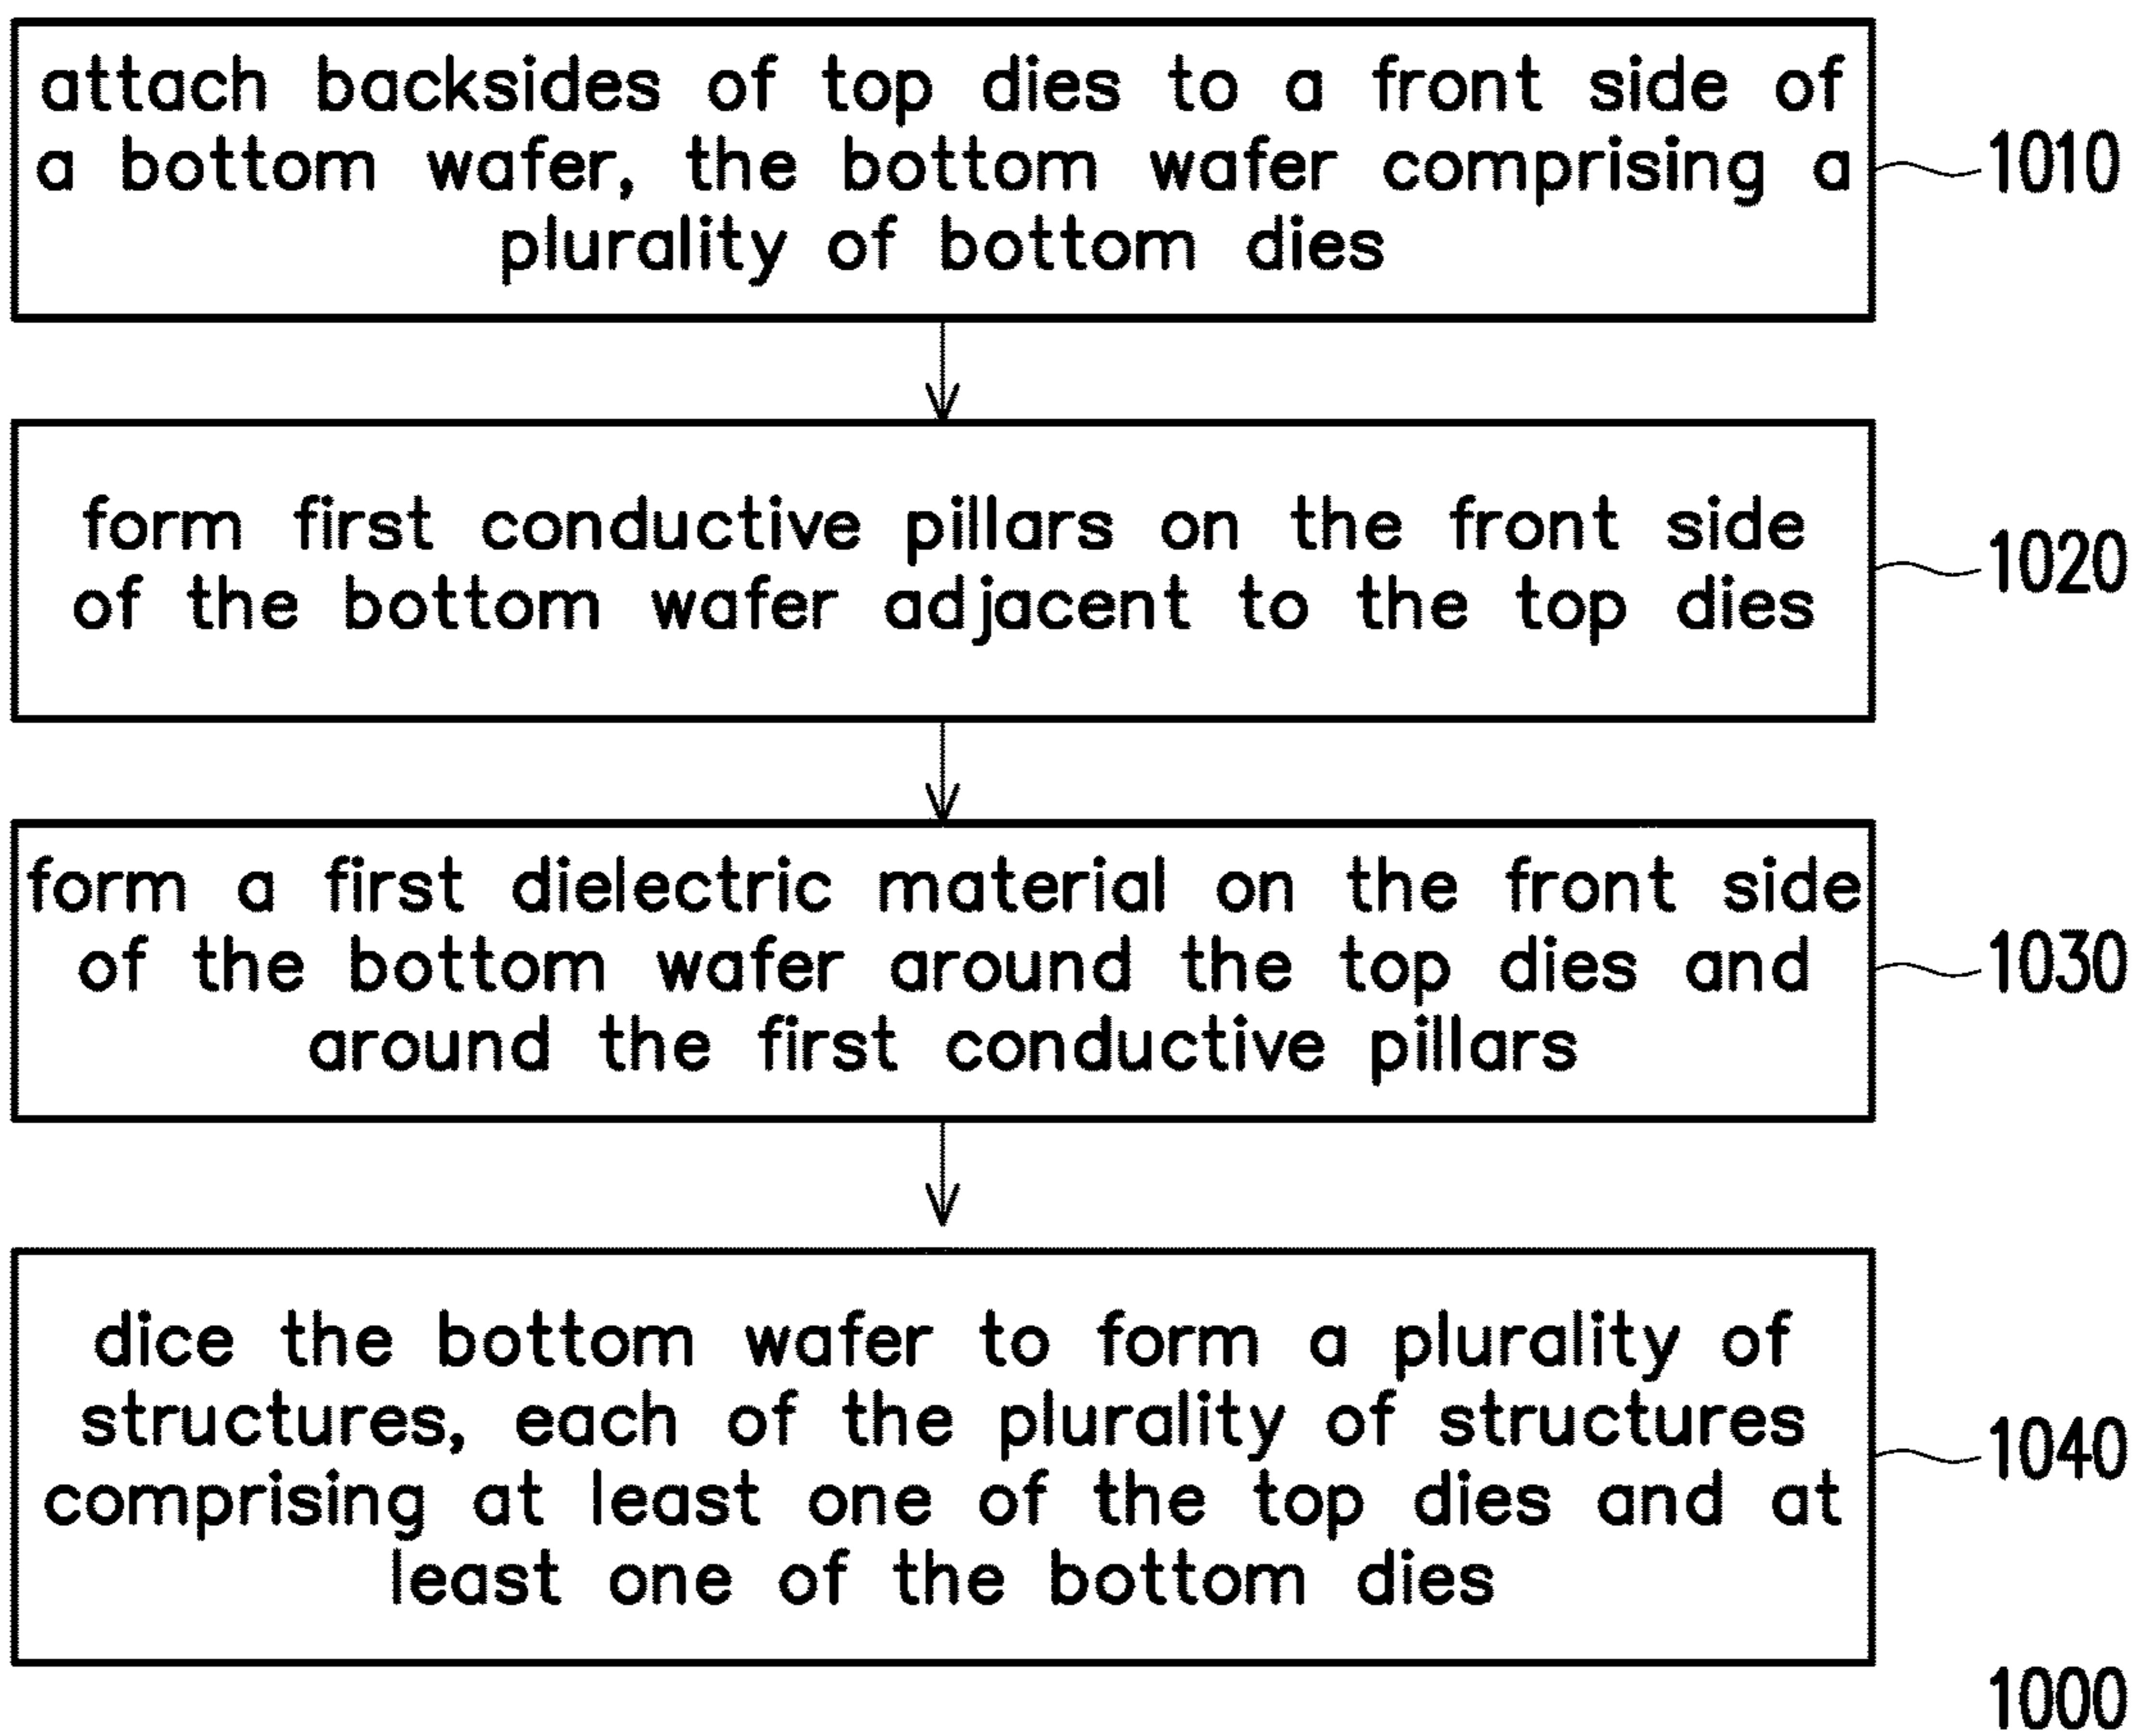 attach backsides of top dies to a front side of
a bottom wafer, the bottom wafer comprising a
plurality of bottom dies
1010
form first conductive pillars on the front side
of the bottom wafer adjacent to the top dies
1020
form a first dielectric material on the front side
of the bottom wafer around the top dies and
around the first conductive pillars
1030
dice the bottom wafer to form a plurality of
structures, each of the plurality of structures
comprising at least one of the top dies and at
least one of the bottom dies
1040
1000